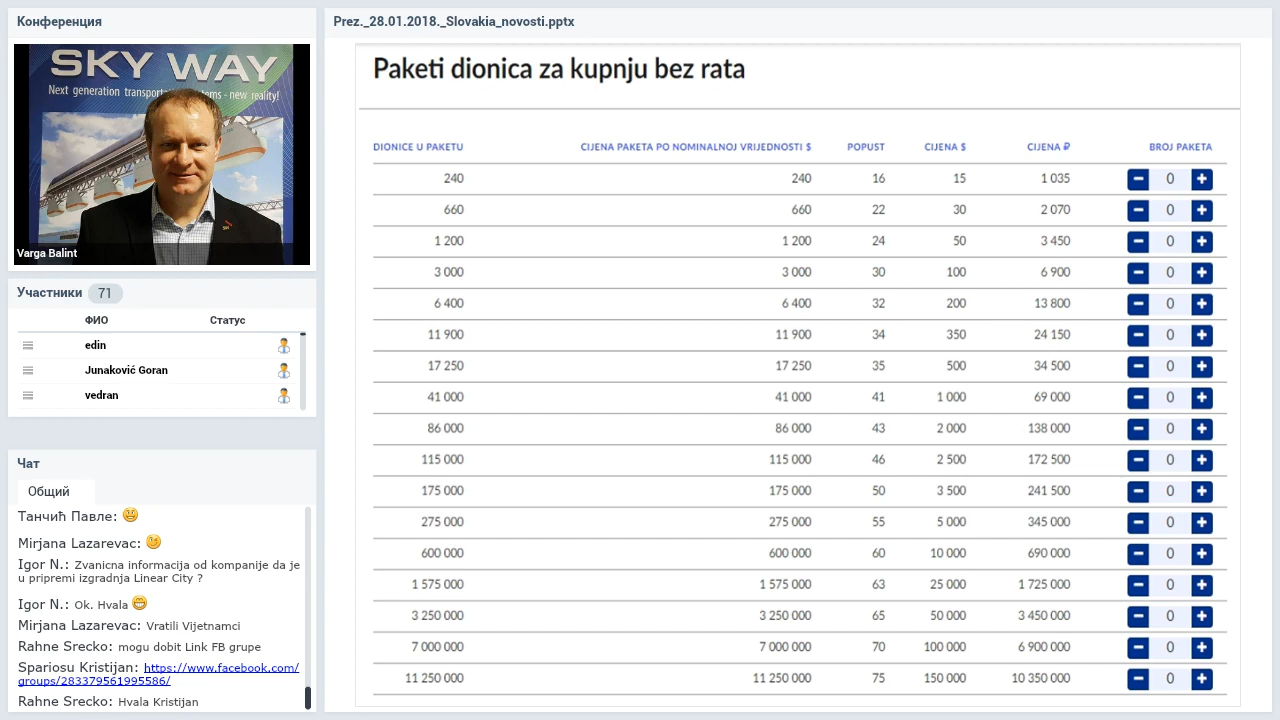 Конференция
SKY WAY
Next generation transporta
ems - new reality!
Varga Balint
Участники 71
ФИО Статус
edin
Junaković Goran
vedran
Чат
Общий
Танчић Павле:
Mirjana Lazarevac:
Igor N.: Zvanicna informacija od kompanije da je
u pripremi izgradnja Linear City ?
Igor N.: Ok. Hvala
Mirjana Lazarevac: Vratili Vijetnamci
Rahne Srecko: mogu dobit Link FB grupe
Spariosu Kristijan: https://www.facebook.com/
groups/283379561995586/
Rahne Srecko: Hvala Kristijan
Prez._28.01.2018._Slovakia_novosti.pptx
Paketi dionica za kupnju bez rata
DIONICE U PAKETU CIJENA PAKETA PO NOMINALNOJ VRIJEDNOSTI $ POPUST CIJENA $ CIJENA ₽ BROJ PAKETA
240 240 16 15 1 035 − 0 +
660 660 22 30 2 070 − 0 +
1 200 1 200 24 50 3 450 − 0 +
3 000 3 000 30 100 6 900 − 0 +
6 400 6 400 32 200 13 800 − 0 +
11 900 11 900 34 350 24 150 − 0 +
17 250 17 250 35 500 34 500 − 0 +
41 000 41 000 41 1 000 69 000 − 0 +
86 000 86 000 43 2 000 138 000 − 0 +
115 000 115 000 46 2 500 172 500 − 0 +
175 000 175 000 50 3 500 241 500 − 0 +
275 000 275 000 55 5 000 345 000 − 0 +
600 000 600 000 60 10 000 690 000 − 0 +
1 575 000 1 575 000 63 25 000 1 725 000 − 0 +
3 250 000 3 250 000 65 50 000 3 450 000 − 0 +
7 000 000 7 000 000 70 100 000 6 900 000 − 0 +
11 250 000 11 250 000 75 150 000 10 350 000 − 0 +